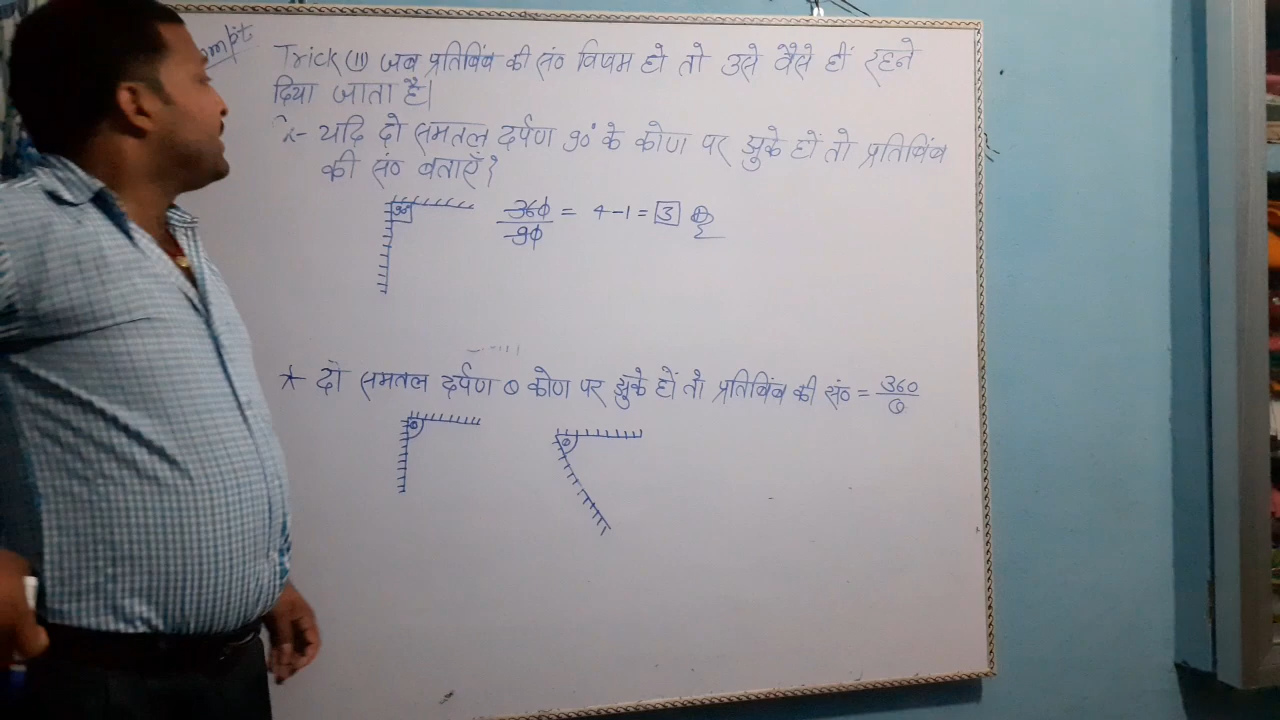 Trick (ii) जब प्रतिबिंब की सं० विषम हो तो उसे वैसे हीं रहने
दिया जाता है।
यदि दो समतल दर्पण 90° के कोण पर झुके हों तो प्रतिबिंब
की सं० बताएँ?
90
360/90 = 4-1 = 3
* दो समतल दर्पण θ कोण पर झुके हों तो प्रतिबिंब की सं० = 360/θ
θ θ